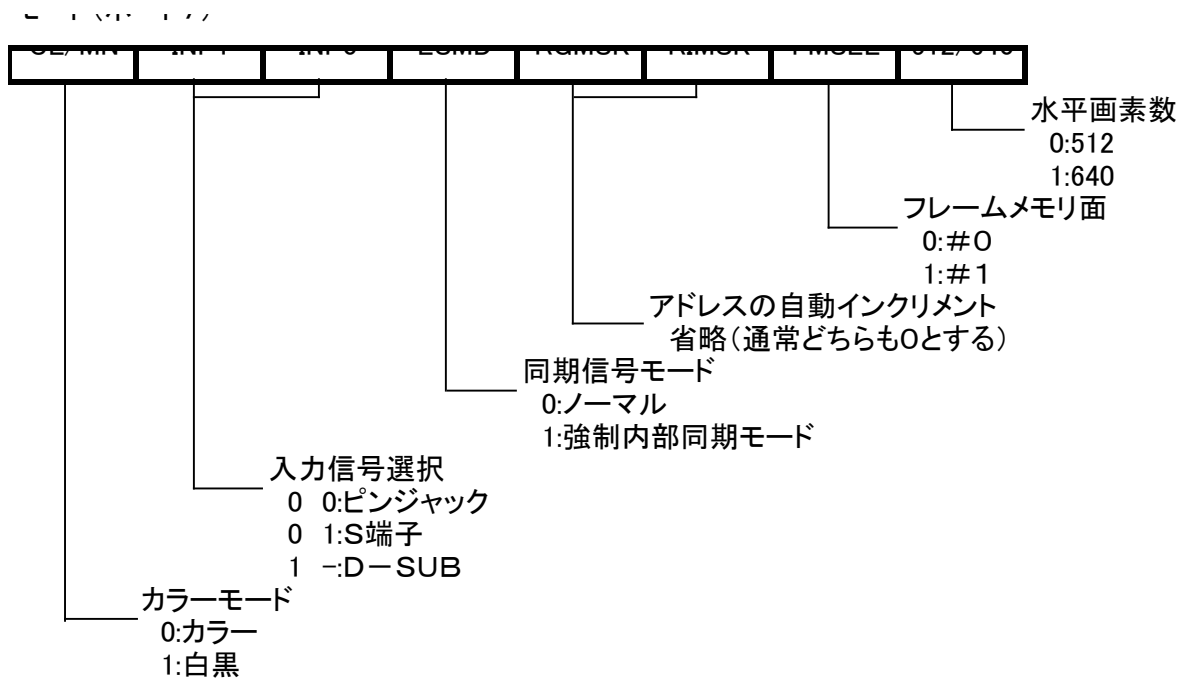 水平画素数
0:512
1:640
フレームメモリ面
0:#0
1:#1
アドレスの自動インクリメント
省略(通常どちらも0とする)
同期信号モード
0:ノーマル
1:強制内部同期モード
入力信号選択
0 0:ピンジャック
0 1:S端子
1 -:D-SUB
カラーモード
0:カラー
1:白黒